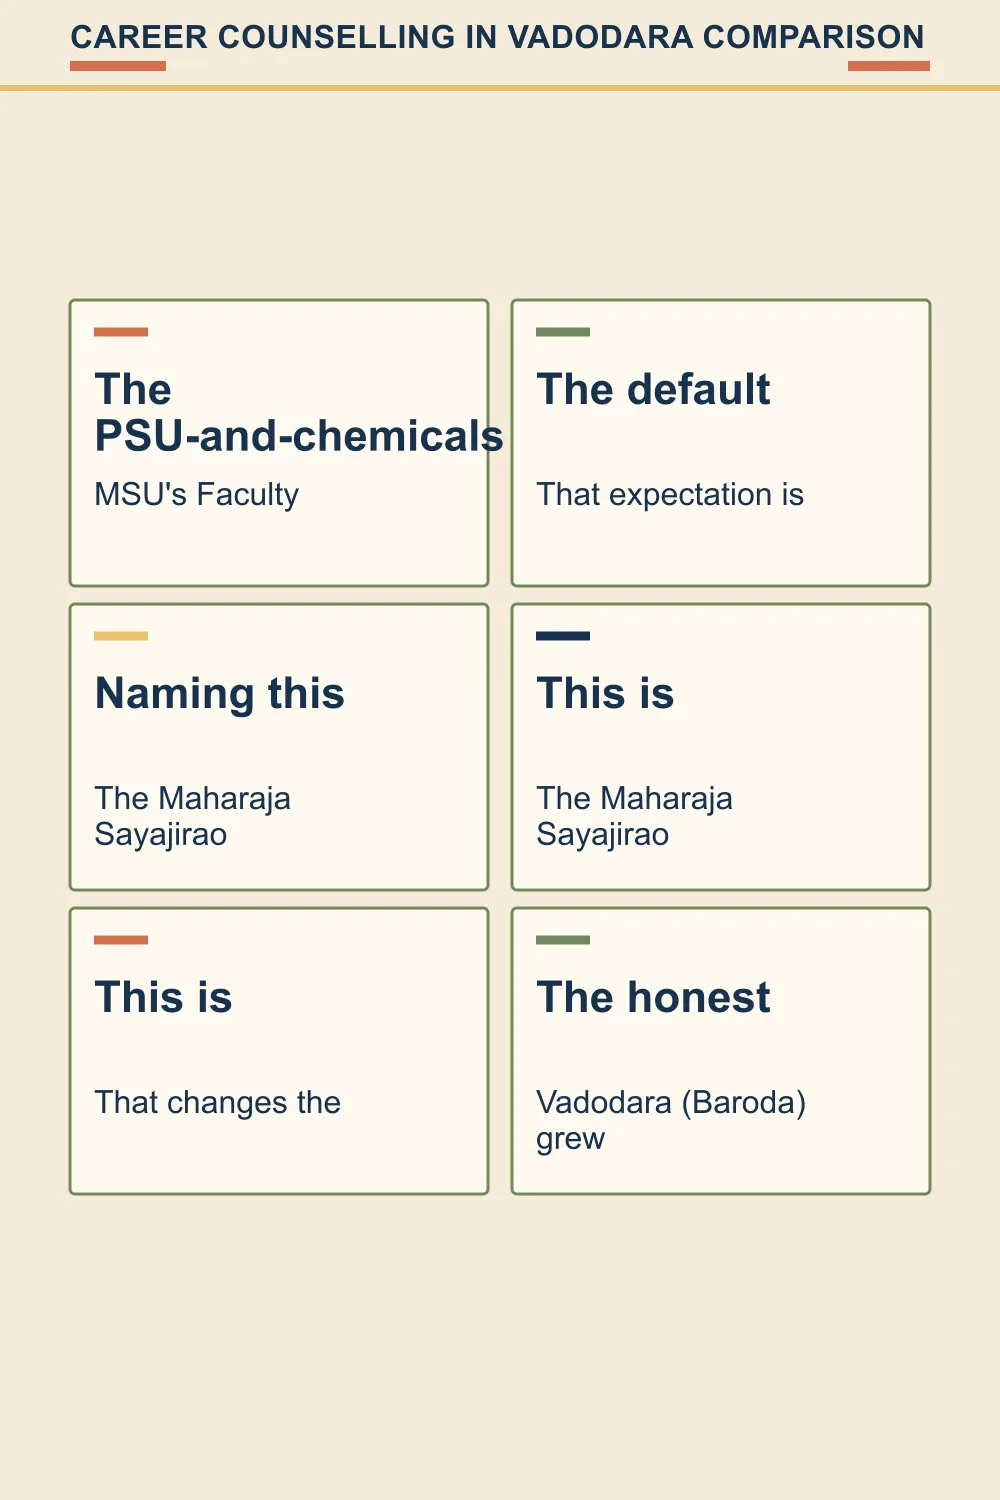 CAREER COUNSELLING IN VADODARA COMPARISON
The
PSU-and-chemicals
MSU's Faculty
The default
That expectation is
Naming this
The Maharaja
Sayajirao
This is
The Maharaja
Sayajirao
This is
That changes the
The honest
Vadodara (Baroda)
grew